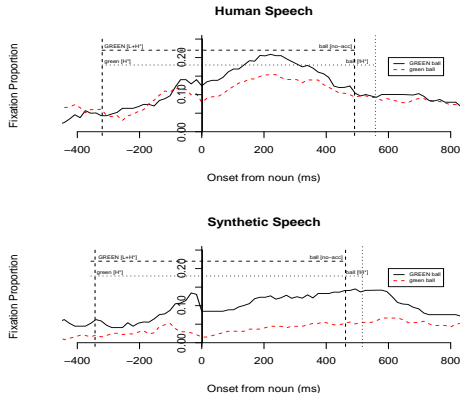 Human Speech
Fixation Proportion
0.00
0.10
0.20
GREEN [L+H*]
ball [no-acc]
green [H*]
ball [H*]
GREEN ball
green ball
−400
−200
0
200
400
600
800
Onset from noun (ms)
Synthetic Speech
Fixation Proportion
0.00
0.10
0.20
GREEN [L+H*]
ball [no-acc]
green [H*]
ball [H*]
GREEN ball
green ball
−400
−200
0
200
400
600
800
Onset from noun (ms)